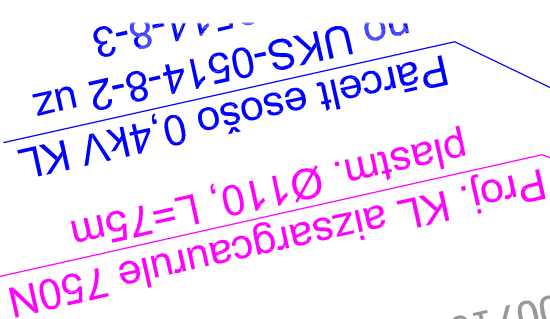 Proj. KL aizsargcaurule 750N
plastm. Ø110, L=75m
Pārcelt esošo 0,4kV KL
no UKS-0514-8-2 uz
0514-8-3